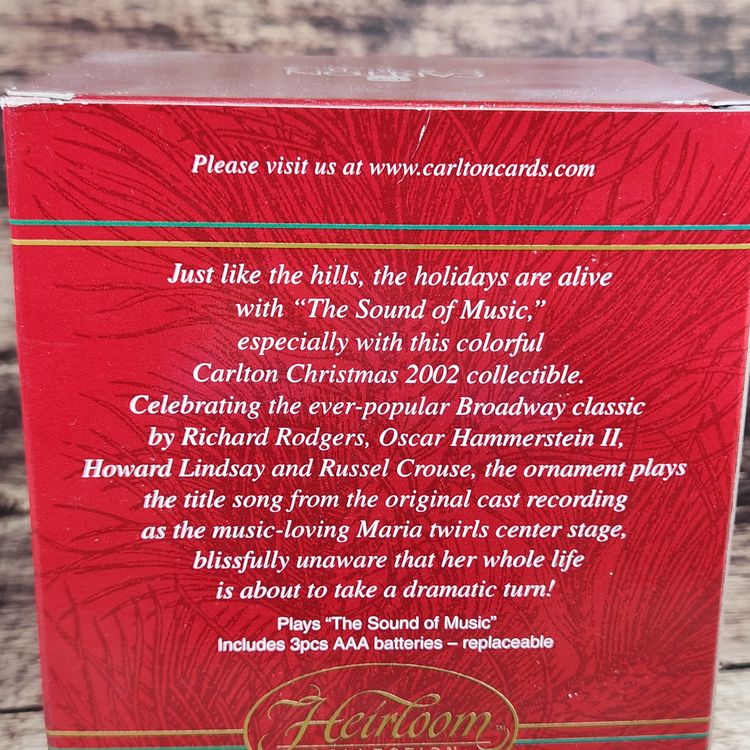 CARLTON
Please visit us at www.carltoncards.com
Just like the hills, the holidays are alive
with “The Sound of Music,”
especially with this colorful
Carlton Christmas 2002 collectible.
Celebrating the ever-popular Broadway classic
by Richard Rodgers, Oscar Hammerstein II,
Howard Lindsay and Russel Crouse, the ornament plays
the title song from the original cast recording
as the music-loving Maria twirls center stage,
blissfully unaware that her whole life
is about to take a dramatic turn!
Plays “The Sound of Music”
Includes 3pcs AAA batteries – replaceable
Heirloom™
COLLECTION